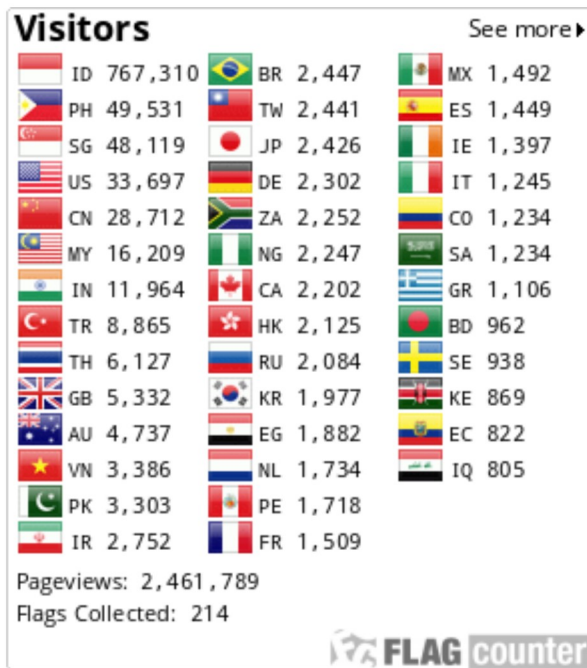 Visitors
See more
ID 767,310
PH 49,531
SG 48,119
US 33,697
CN 28,712
MY 16,209
IN 11,964
TR 8,865
TH 6,127
GB 5,332
AU 4,737
VN 3,386
PK 3,303
IR 2,752
BR 2,447
TW 2,441
JP 2,426
DE 2,302
ZA 2,252
NG 2,247
CA 2,202
HK 2,125
RU 2,084
KR 1,977
EG 1,882
NL 1,734
PE 1,718
FR 1,509
MX 1,492
ES 1,449
IE 1,397
IT 1,245
CO 1,234
SA 1,234
GR 1,106
BD 962
SE 938
KE 869
EC 822
IQ 805
Pageviews: 2,461,789
Flags Collected: 214
FLAG counter